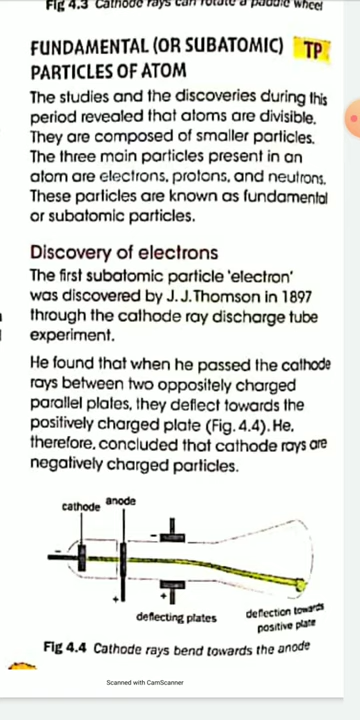 Fig 4.3 Cathode rays can rotate a paddle wheel
FUNDAMENTAL (OR SUBATOMIC) TP
PARTICLES OF ATOM
The studies and the discoveries during this
period revealed that atoms are divisible.
They are composed of smaller particles.
The three main particles present in an
atom are electrons, protons, and neutrons.
These particles are known as fundamental
or subatomic particles.
Discovery of electrons
The first subatomic particle 'electron'
was discovered by J. J. Thomson in 1897
through the cathode ray discharge tube
experiment.
He found that when he passed the cathode
rays between two oppositely charged
parallel plates, they deflect towards the
positively charged plate (Fig. 4.4). He,
therefore, concluded that cathode rays are
negatively charged particles.
cathode anode
- -
+ +
deflecting plates
deflection towards
positive plate
Fig 4.4 Cathode rays bend towards the anode
Scanned with CamScanner